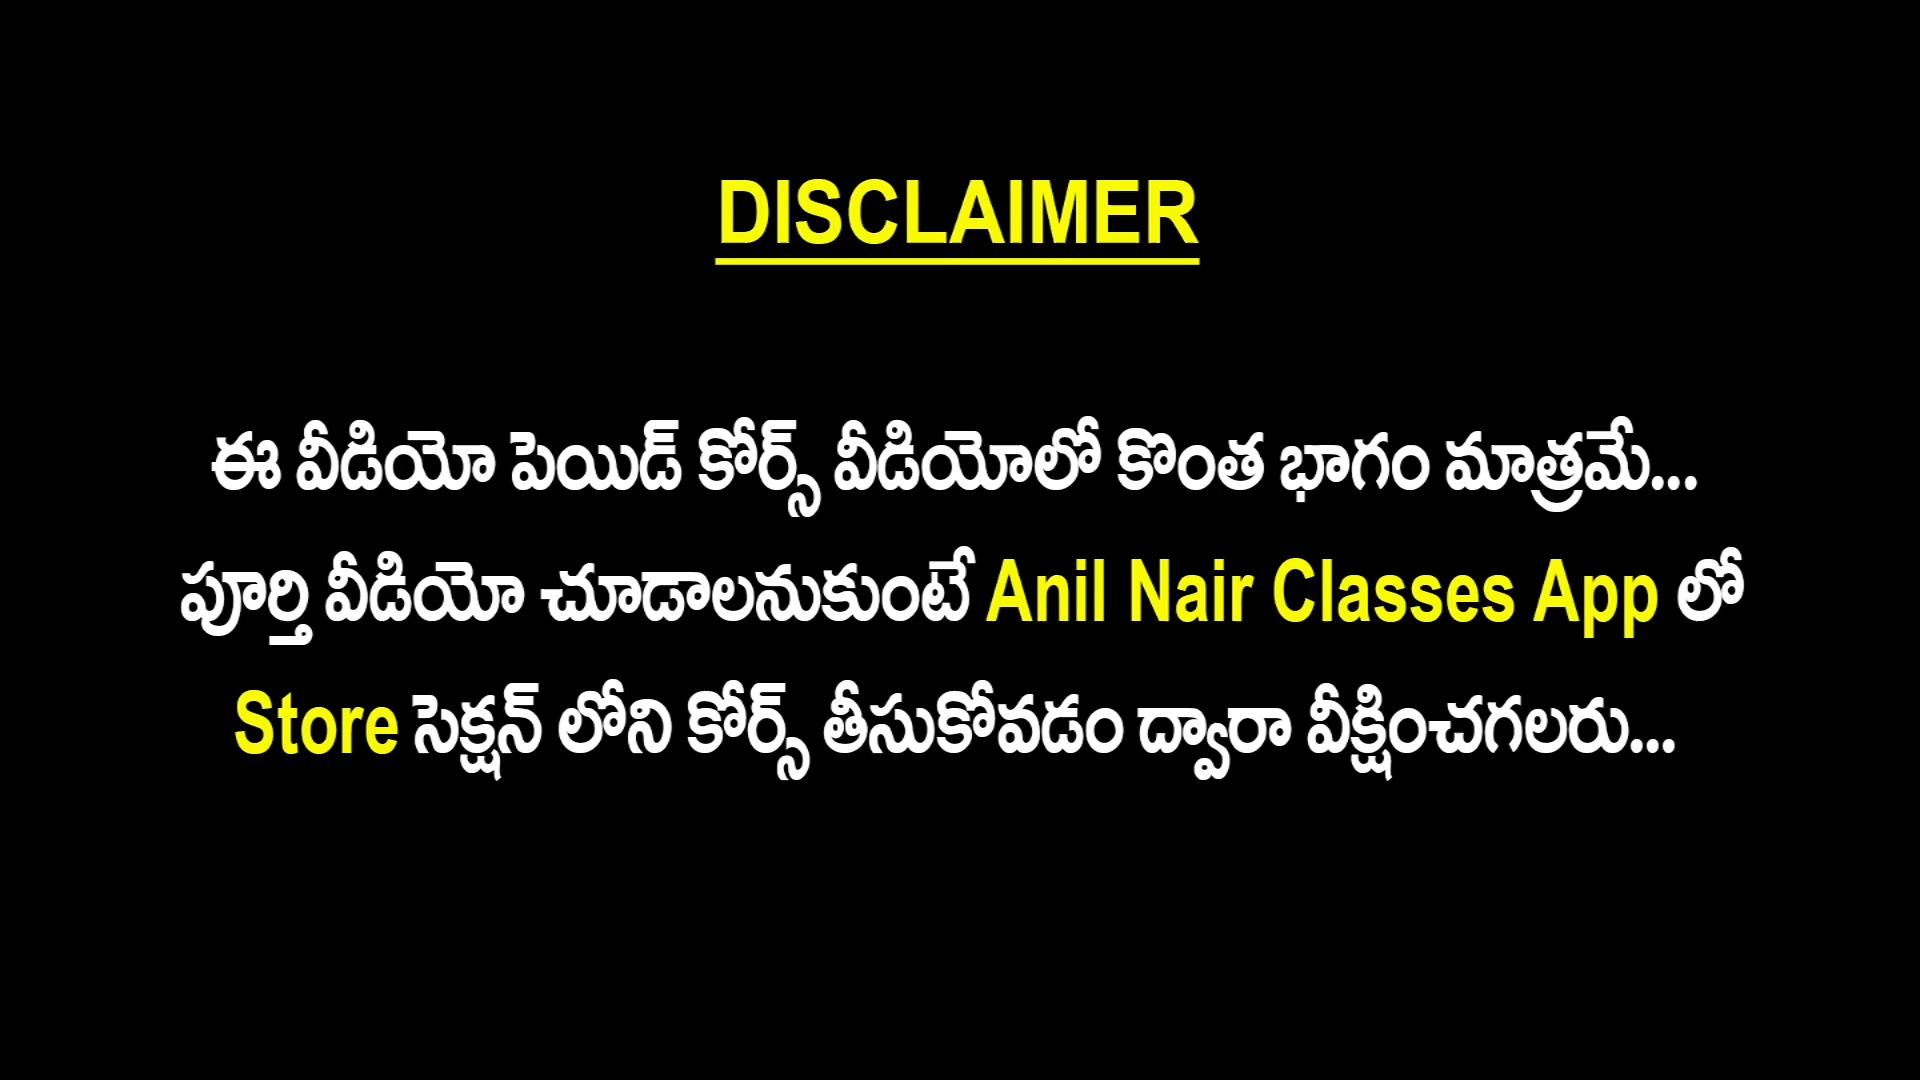 DISCLAIMER
ఈ వీడియో పెయిడ్ కోర్స్ వీడియోలో కొంత భాగం మాత్రమే...
పూర్తి వీడియో చూడాలనుకుంటే Anil Nair Classes App లో
Store సెక్షన్ లోని కోర్స్ తీసుకోవడం ద్వారా వీక్షించగలరు...